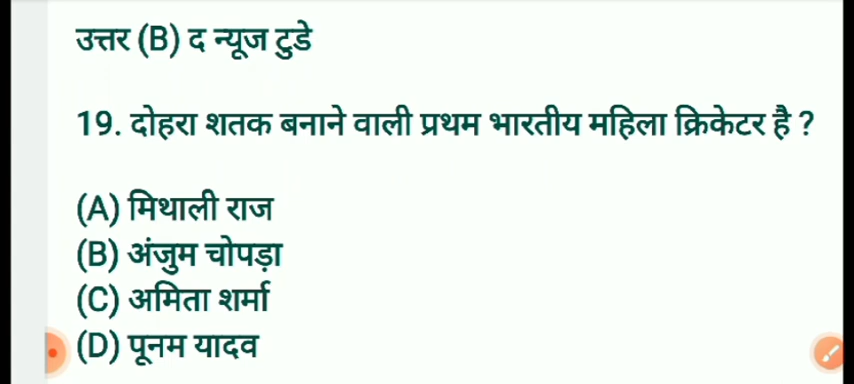 उत्तर (B) द न्यूज टुडे
19. दोहरा शतक बनाने वाली प्रथम भारतीय महिला क्रिकेटर है ?
(A) मिथाली राज
(B) अंजुम चोपड़ा
(C) अमिता शर्मा
(D) पूनम यादव